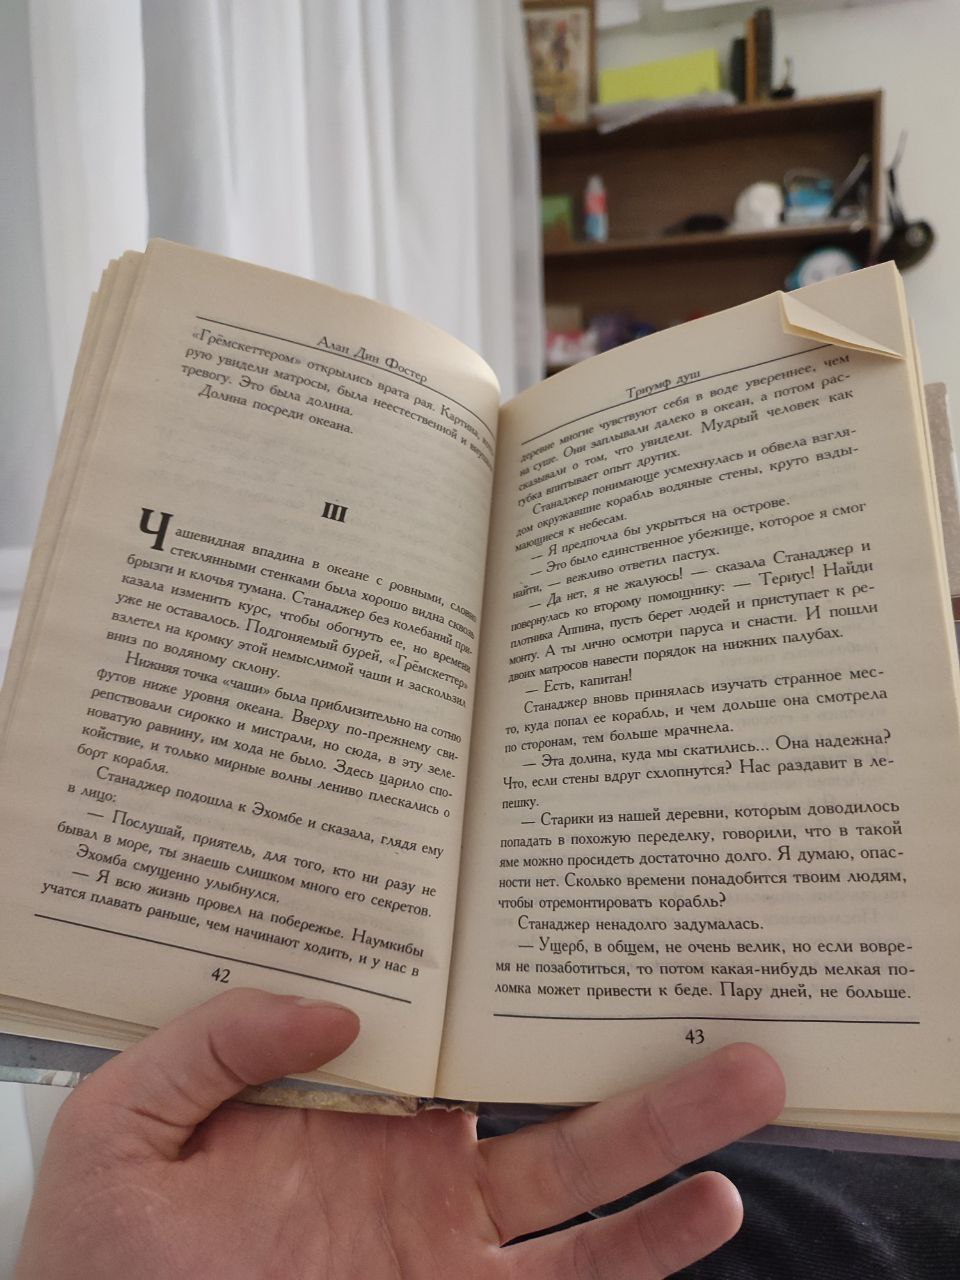 Алан Дин Фостер
«Грёмскеттером» открылись врата рая. Картина,
рую увидели матросы, была неестественной и
тревогу. Это была долина.
Долина посреди океана.
III
Чашевидная впадина в океане с ровными, словно
стеклянными стенками была хорошо видна сквозь
брызги и клочья тумана. Станаджер без колебаний при-
казала изменить курс, чтобы обогнуть ее, но времени
уже не оставалось. Подгоняемый бурей, «Грёмскеттер»
взлетел на кромку этой немыслимой чаши и заскользил
вниз по водяному склону.
Нижняя точка «чаши» была приблизительно на сотню
футов ниже уровня океана. Вверху по-прежнему сви-
репствовали сирокко и мистрали, но сюда, в эту зеле-
новатую равнину, им хода не было. Здесь царило спо-
койствие, и только мирные волны лениво плескались о
борт корабля.
Станаджер подошла к Эхомбе и сказала, глядя ему
в лицо:
— Послушай, приятель, для того, кто ни разу не
бывал в море, ты знаешь слишком много его секретов.
Эхомба смущенно улыбнулся.
— Я всю жизнь провел на побережье. Наумкибы
учатся плавать раньше, чем начинают ходить, и у нас в
42
Триумф душ
деревне многие чувствуют себя в воде увереннее, чем
на суше. Они заплывали далеко в океан, а потом рас-
сказывали о том, что увидели. Мудрый человек как
губка впитывает опыт других.
Станаджер понимающе усмехнулась и обвела взгля-
дом окружавшие корабль водяные стены, круто взды-
мающиеся к небесам.
— Я предпочла бы укрыться на острове.
— Это было единственное убежище, которое я смог
найти, — вежливо ответил пастух.
— Да нет, я не жалуюсь! — сказала Станаджер и
повернулась ко второму помощнику: — Териус! Найди
плотника Аппина, пусть берет людей и приступает к ре-
монту. А ты лично осмотри паруса и снасти. И пошли
двоих матросов навести порядок на нижних палубах.
— Есть, капитан!
Станаджер вновь принялась изучать странное мес-
то, куда попал ее корабль, и чем дольше она смотрела
по сторонам, тем больше мрачнела.
— Эта долина, куда мы скатились... Она надежна?
Что, если стены вдруг схлопнутся? Нас раздавит в ле-
пешку.
— Старики из нашей деревни, которым доводилось
попадать в похожую переделку, говорили, что в такой
яме можно просидеть достаточно долго. Я думаю, опас-
ности нет. Сколько времени понадобится твоим людям,
чтобы отремонтировать корабль?
Станаджер ненадолго задумалась.
— Ущерб, в общем, не очень велик, но если вовре-
мя не позаботиться, то потом какая-нибудь мелкая по-
ломка может привести к беде. Пару дней, не больше.
43